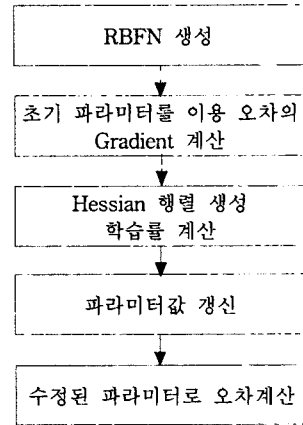 RBFN 생성
초기 파라미터를 이용 오차의
Gradient 계산
Hessian 행렬 생성
학습률 계산
파라미터값 갱신
수정된 파라미터로 오차계산